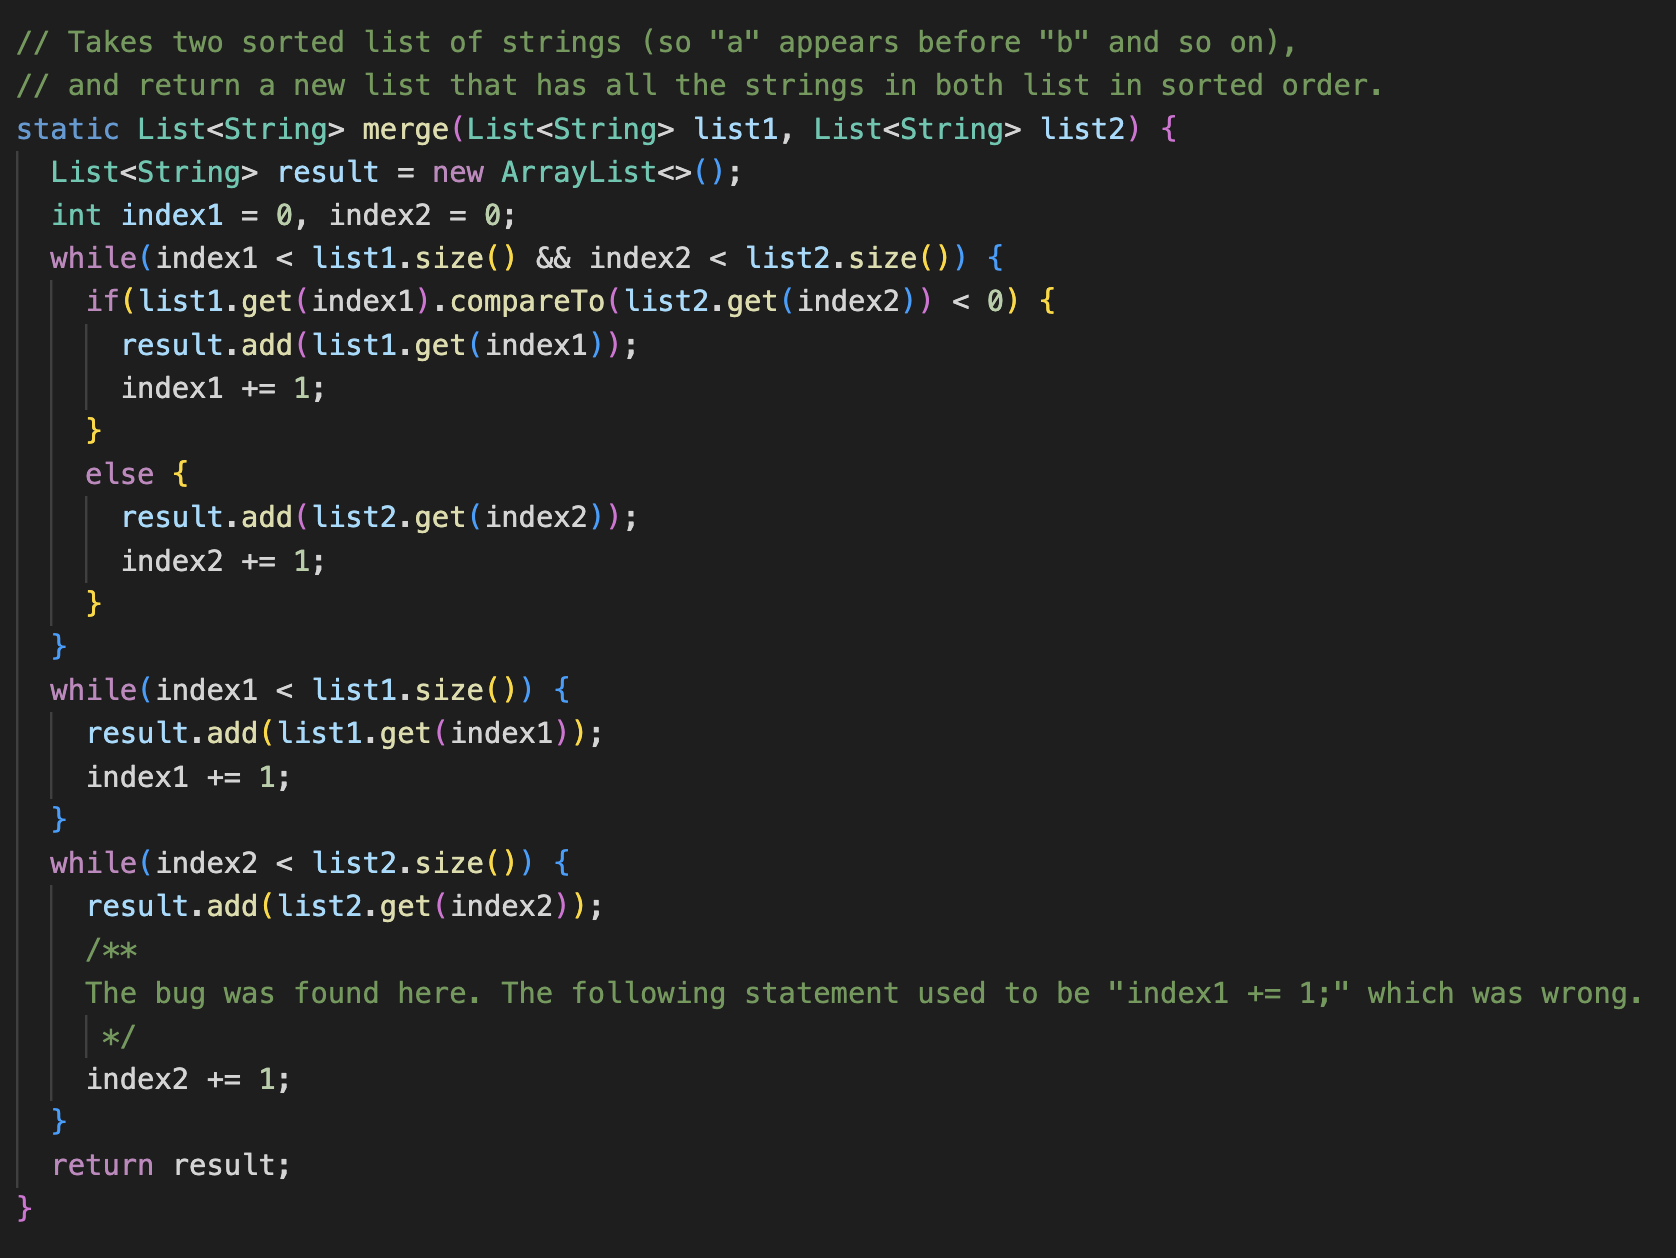 // Takes two sorted list of strings (so "a" appears before "b" and so on),
// and return a new list that has all the strings in both list in sorted order.
static List<String> merge(List<String> list1, List<String> list2) {
  List<String> result = new ArrayList<>();
  int index1 = 0, index2 = 0;
  while(index1 < list1.size() && index2 < list2.size()) {
    if(list1.get(index1).compareTo(list2.get(index2)) < 0) {
      result.add(list1.get(index1));
      index1 += 1;
    }
    else {
      result.add(list2.get(index2));
      index2 += 1;
    }
  }
  while(index1 < list1.size()) {
    result.add(list1.get(index1));
    index1 += 1;
  }
  while(index2 < list2.size()) {
    result.add(list2.get(index2));
    /**
    The bug was found here. The following statement used to be "index1 += 1;" which was wrong.
     */
    index2 += 1;
  }
  return result;
}